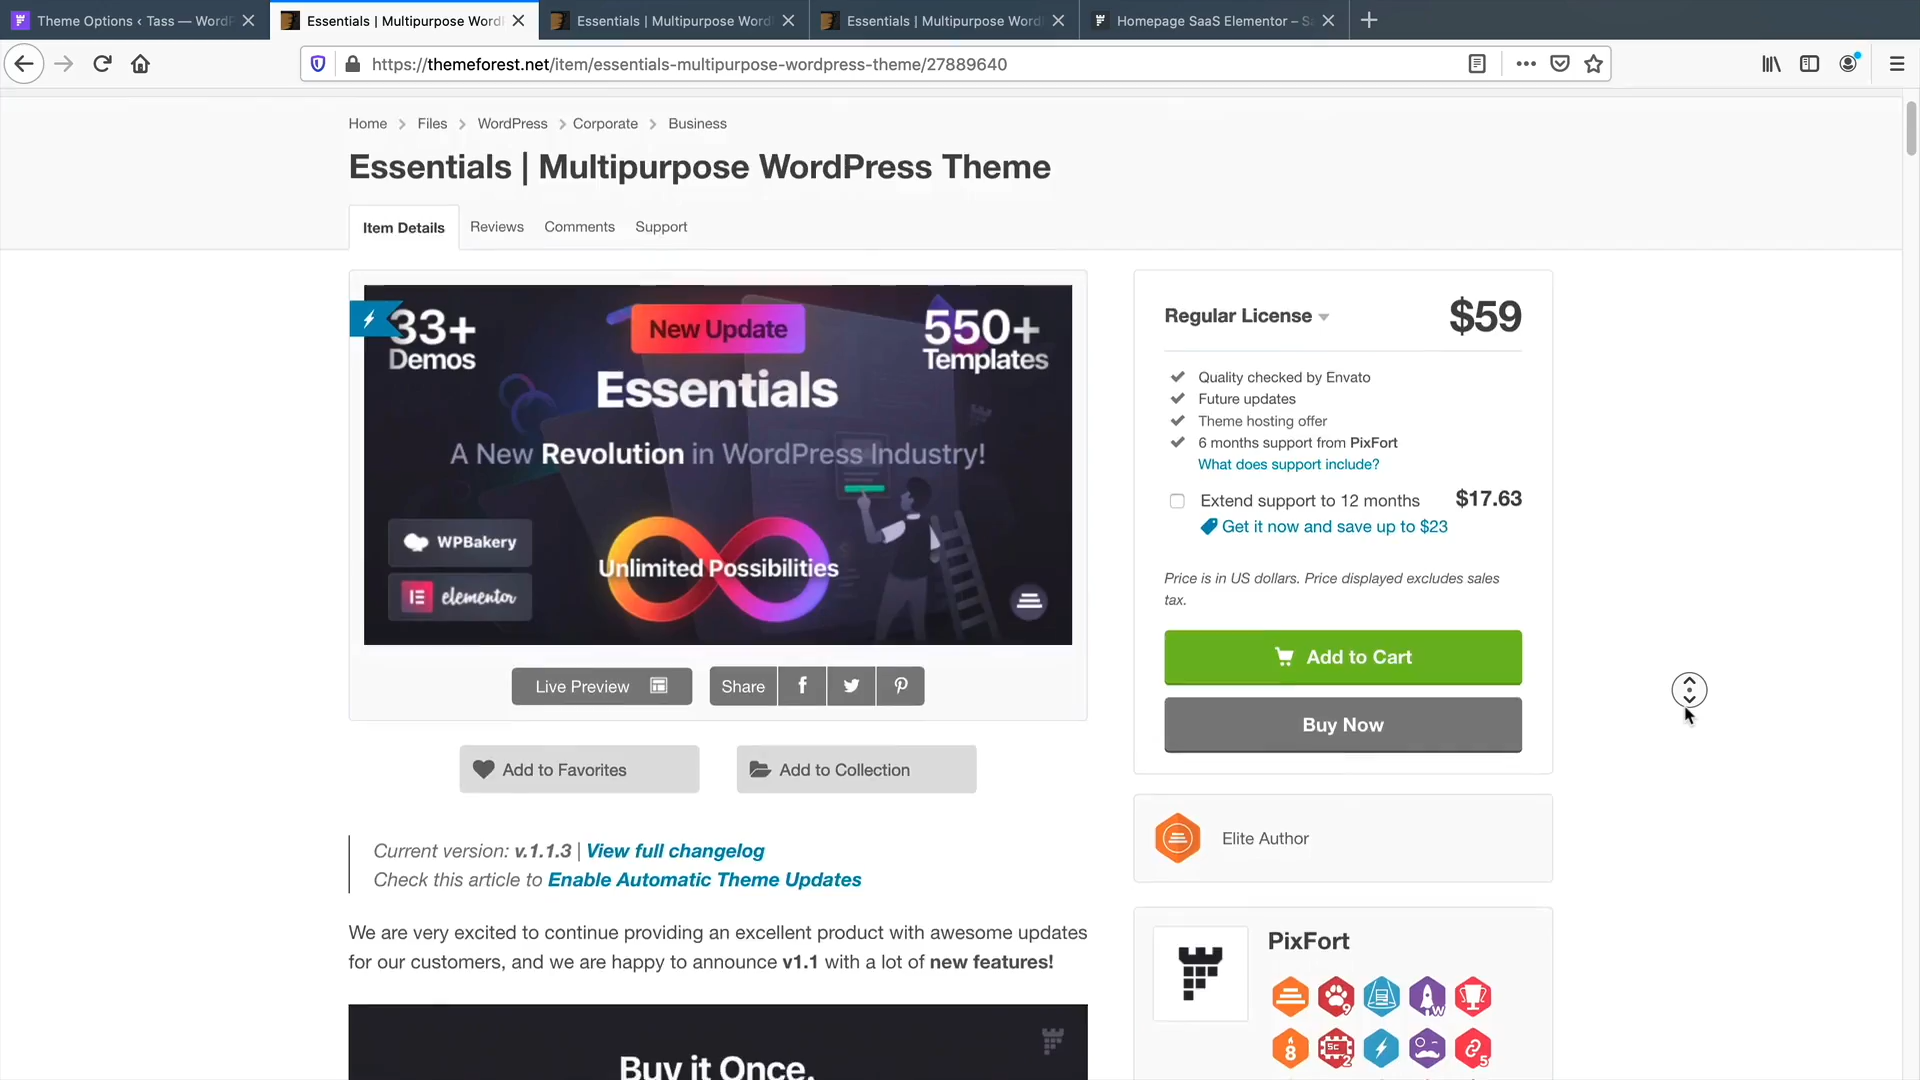 Theme Options ‹ Tass — WordP
Essentials | Multipurpose Word
Essentials | Multipurpose Word
Essentials | Multipurpose Word
Homepage SaaS Elementor – Sa
https://themeforest.net/item/essentials-multipurpose-wordpress-theme/27889640
Home
Files
WordPress
Corporate
Business
Essentials | Multipurpose WordPress Theme
Item Details
Reviews
Comments
Support
33+
Demos
New Update
550+
Templates
Essentials
A New Revolution in WordPress Industry!
WPBakery
elementor
Unlimited Possibilities
Live Preview
Share
Add to Favorites
Add to Collection
Current version: v.1.1.3 | View full changelog
Check this article to Enable Automatic Theme Updates
We are very excited to continue providing an excellent product with awesome updates
for our customers, and we are happy to announce v1.1 with a lot of new features!
Buy it Once.
Regular License
$59
Quality checked by Envato
Future updates
Theme hosting offer
6 months support from PixFort
What does support include?
Extend support to 12 months
$17.63
Get it now and save up to $23
Price is in US dollars. Price displayed excludes sales
tax.
Add to Cart
Buy Now
Elite Author
PixFort
9
W
8
Sc
2
5